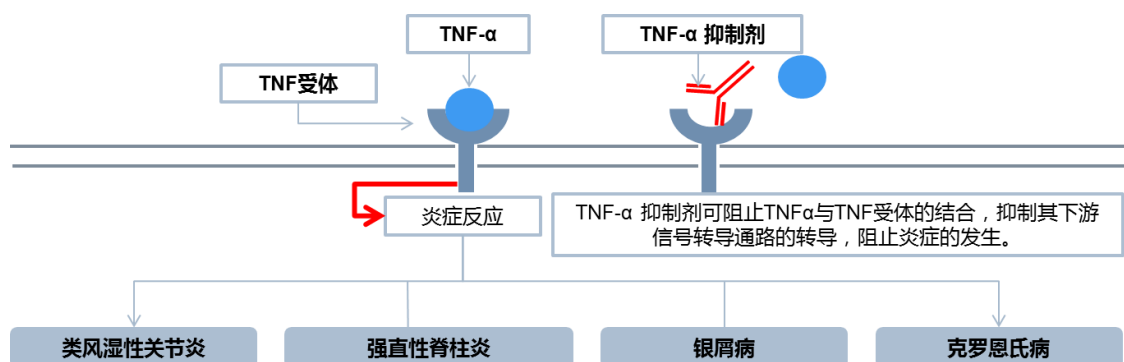 TNF-α
TNF-α 抑制剂
TNF受体
炎症反应
TNF-α 抑制剂可阻止TNFα与TNF受体的结合，抑制其下游
信号转导通路的转导，阻止炎症的发生。
类风湿性关节炎
强直性脊柱炎
银屑病
克罗恩氏病